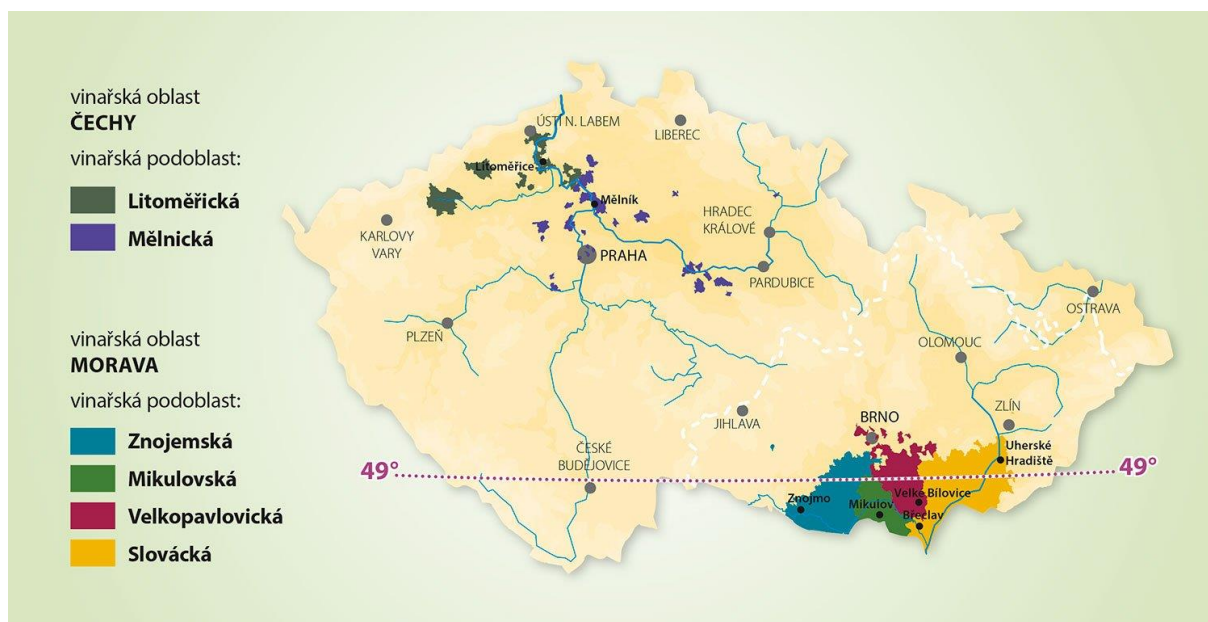 vinařská oblast
ČECHY
vinařská podoblast:
Litoměřická
Mělnická
vinařská oblast
MORAVA
vinařská podoblast:
Znojemská
Mikulovská
Velkopavlovická
Slovácká
ÚSTÍ N. LABEM
LIBEREC
Litoměřice
Mělník
KARLOVY
VARY
HRADEC
KRÁLOVÉ
PRAHA
PARDUBICE
PLZEŇ
OSTRAVA
OLOMOUC
JIHLAVA
ZLÍN
BRNO
ČESKÉ
BUDĚJOVICE
Uherské
Hradiště
49°
49°
Znojmo
Mikulov
Velké Bílovice
Břeclav